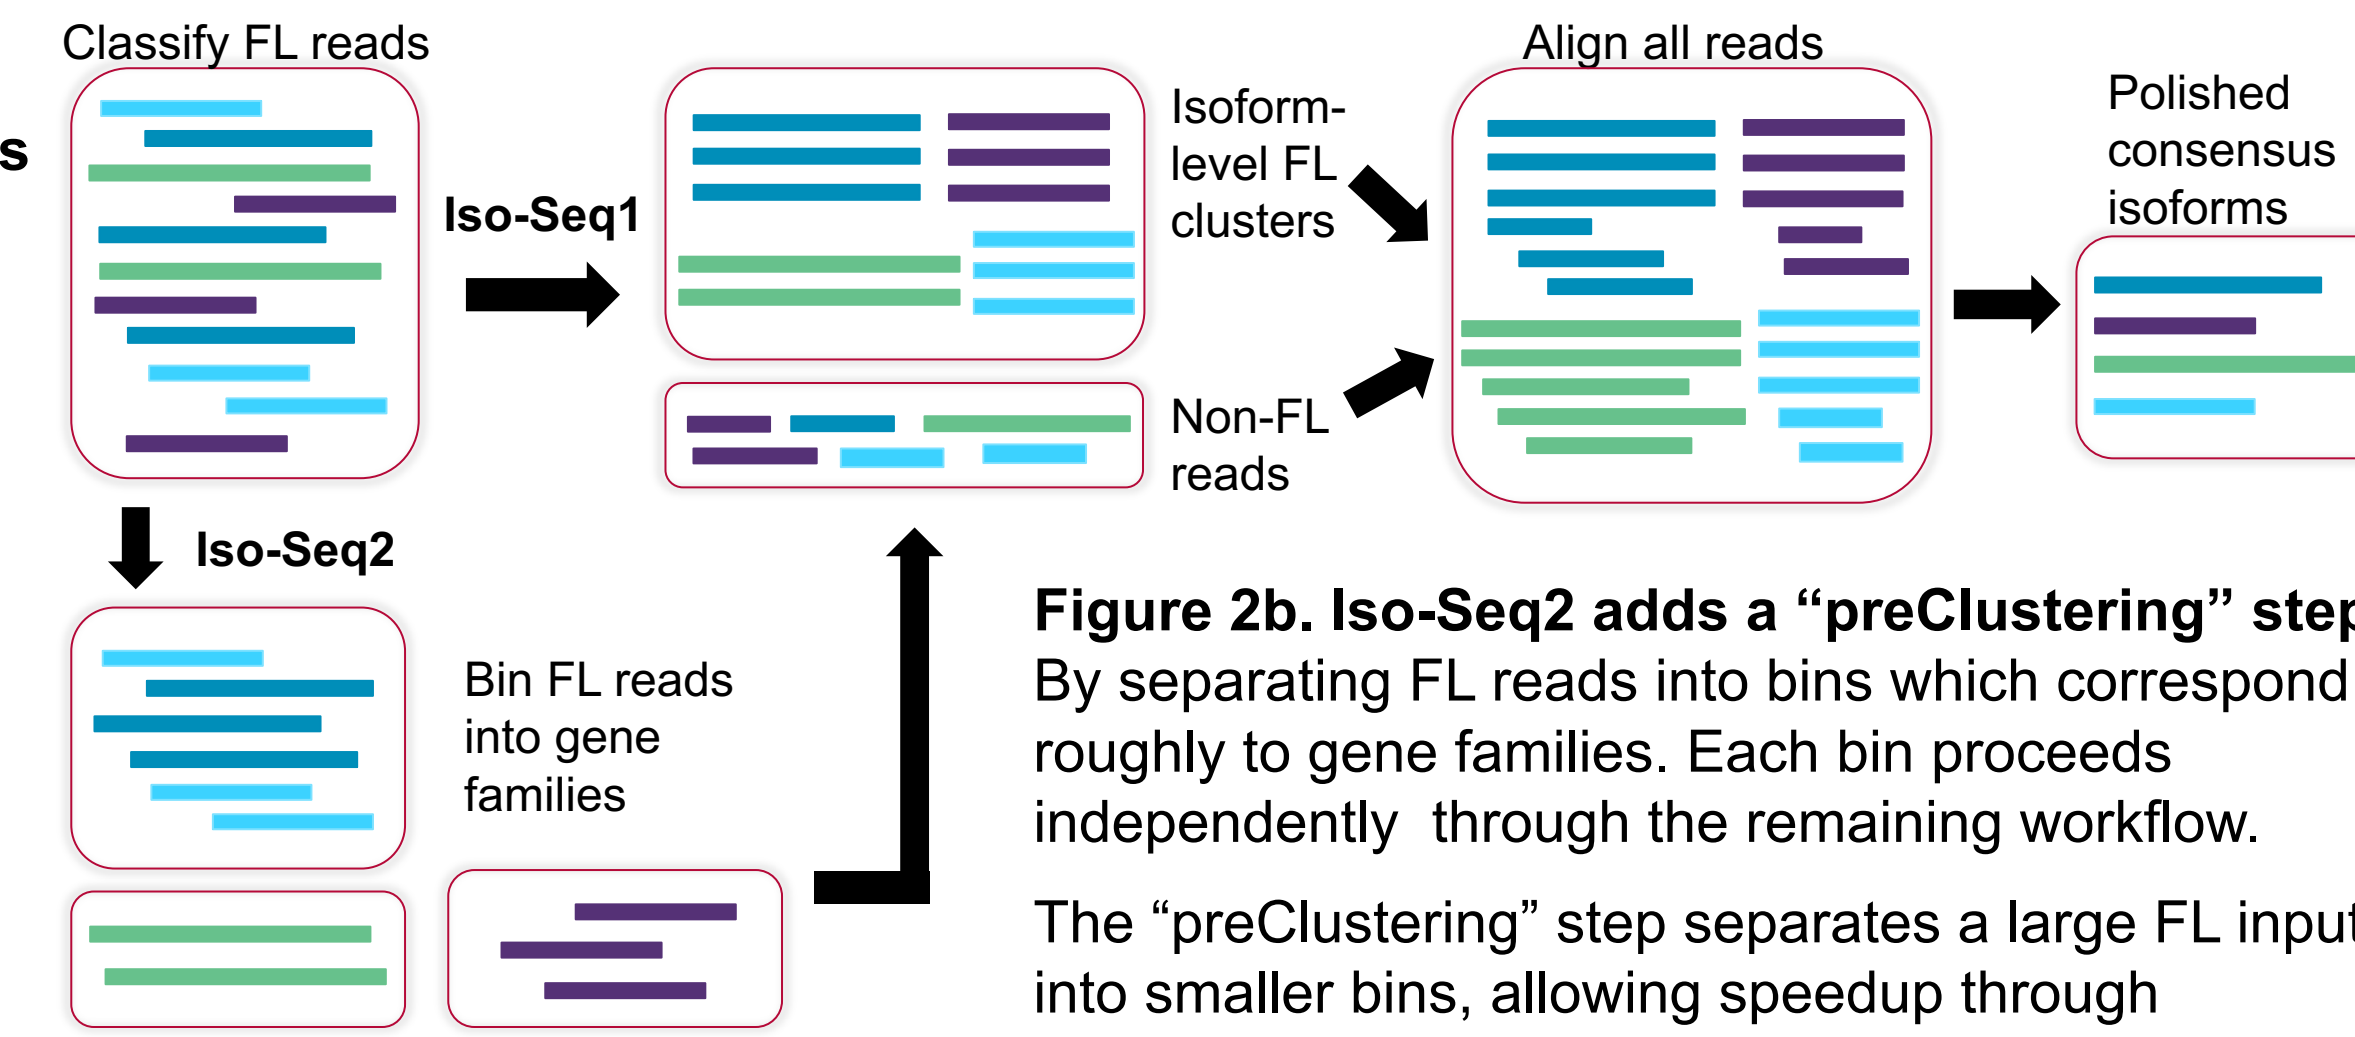 Classify FL reads
s
Iso-Seq1
Isoform-
level FL
clusters
Non-FL
reads
Align all reads
Polished
consensus
isoforms
Iso-Seq2
Bin FL reads
into gene
families
Figure 2b. Iso-Seq2 adds a “preClustering” step
By separating FL reads into bins which correspond
roughly to gene families. Each bin proceeds
independently  through the remaining workflow.
The “preClustering” step separates a large FL input
into smaller bins, allowing speedup through